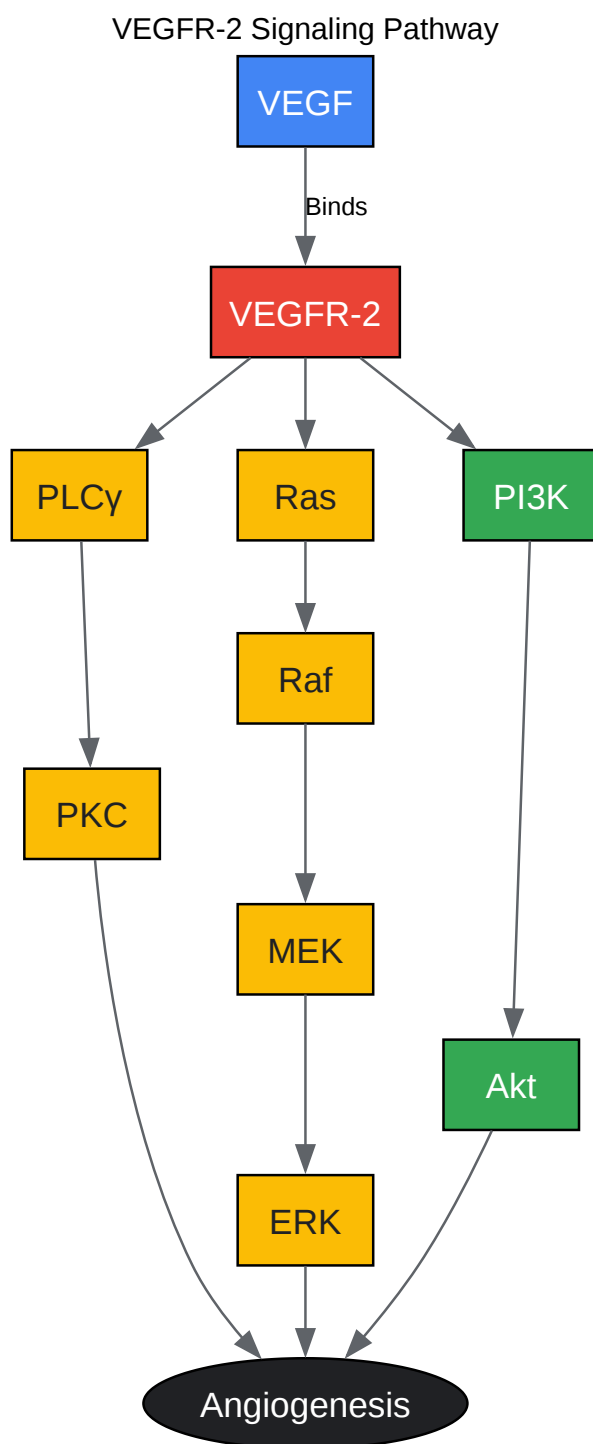 VEGFR-2 Signaling Pathway
VEGF
Binds
VEGFR-2
PLCγ
Ras
PI3K
Raf
PKC
MEK
Akt
ERK
Angiogenesis